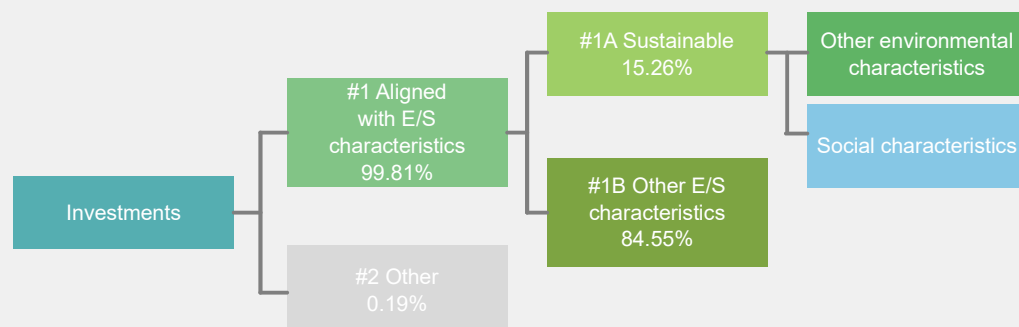 Investments
#1 Aligned
with E/S
characteristics
99.81%
#2 Other
0.19%
#1A Sustainable
15.26%
#1B Other E/S
characteristics
84.55%
Other environmental
characteristics
Social characteristics